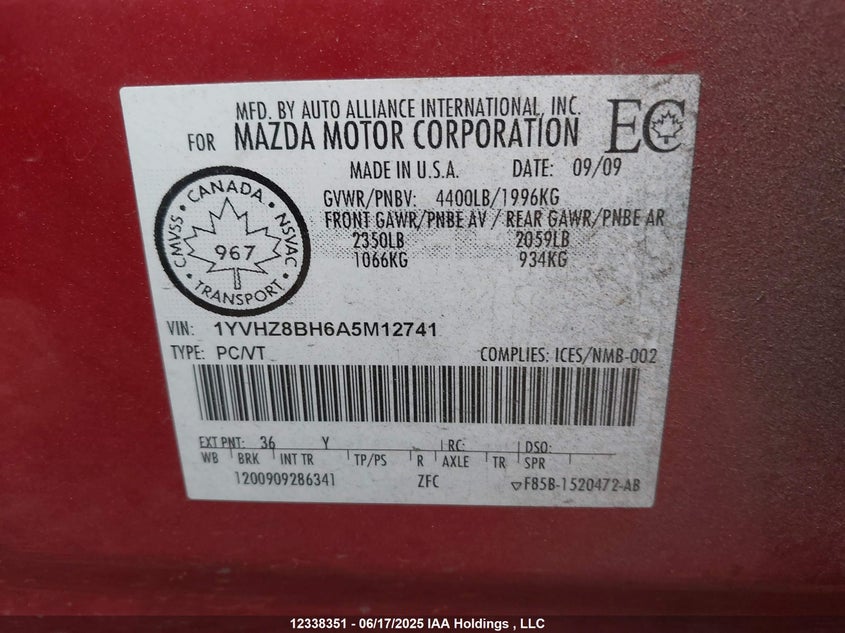 MFD. BY AUTO ALLIANCE INTERNATIONAL, INC.
FOR MAZDA MOTOR CORPORATION
EC
MADE IN U.S.A. DATE: 09/09
GVWR/PNBV: 4400LB/1996KG
FRONT GAWR/PNBE AV / REAR GAWR/PNBE AR
2350LB 2059LB
1066KG 934KG
CANADA
CMVSS NSVAC
967
TRANSPORT
VIN: 1YVHZ8BH6A5M12741
TYPE: PC/VT COMPLIES: ICES/NMB-002
EXT PNT: 36 Y RC: DSO:
WB BRK INT TR TP/PS R AXLE TR SPR
1200909286341 ZFC ▽F85B-1520472-AB
12338351 - 06/17/2025 IAA Holdings , LLC